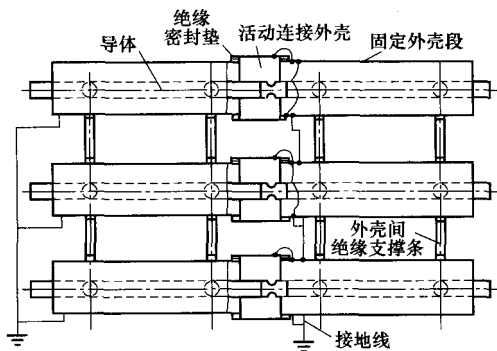 绝缘
密封垫
导体
活动连接外壳
固定外壳段
外壳间
绝缘支撑条
接地线